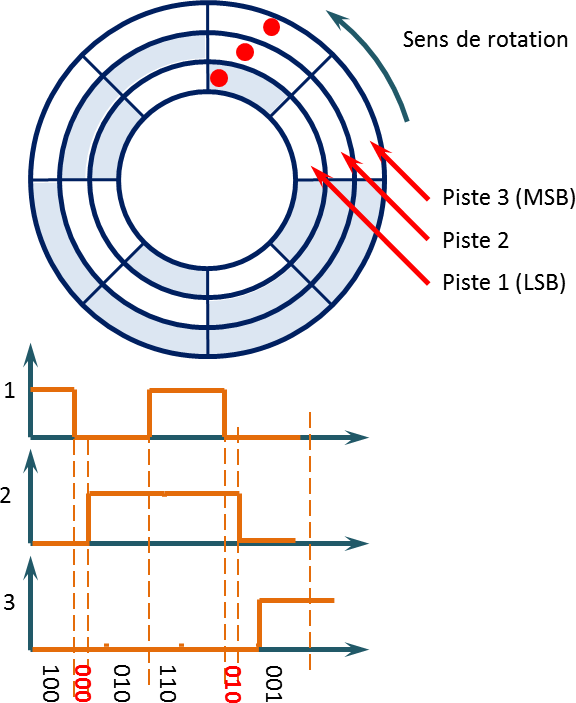 Sens de rotation
Piste 3 (MSB)
Piste 2
Piste 1 (LSB)
1
2
3
100
000
010
110
010
001